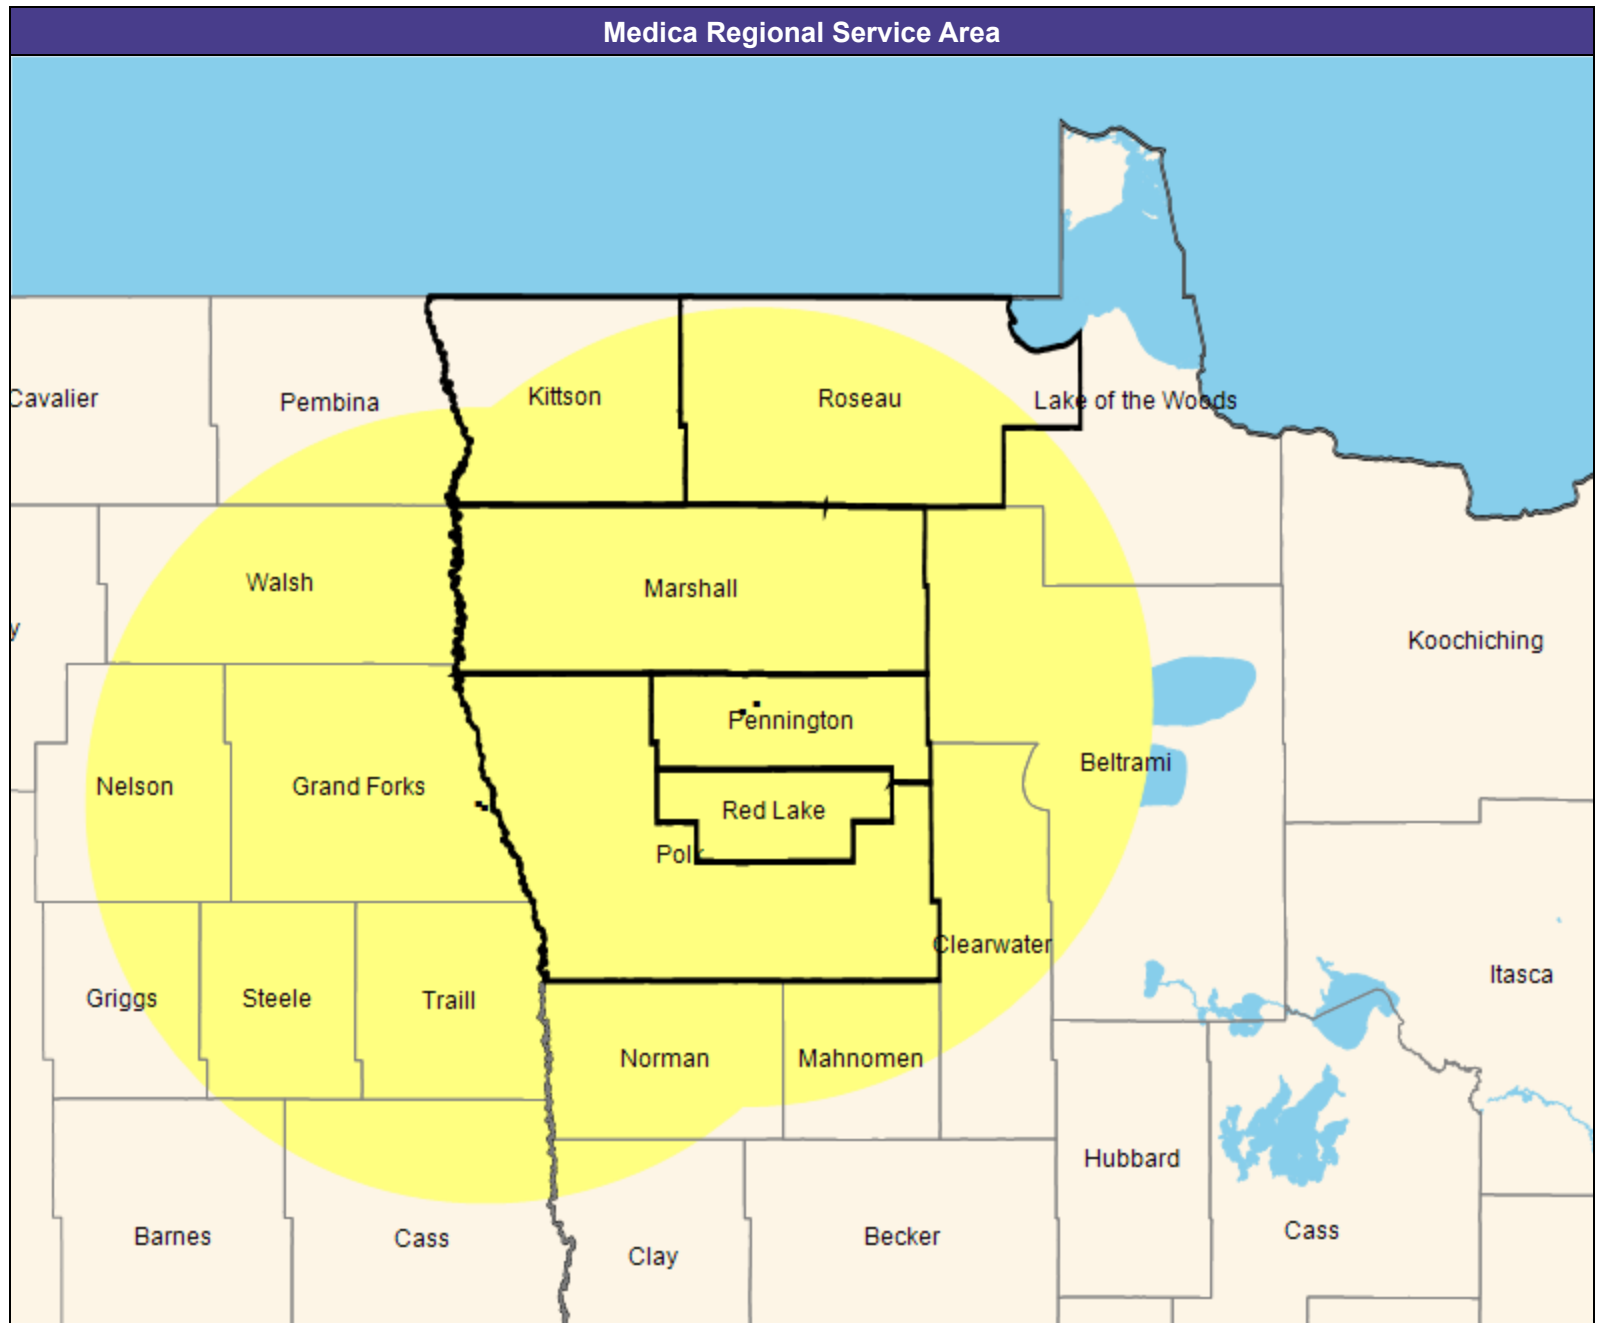 Medica Regional Service Area
Kittson
Roseau
Cavalier
Pembina
Lake of the Woods
Walsh
Marshall
y
Koochiching
Pennington
Beltrami
Nelson
Grand Forks
Red Lake
Polk
Clearwater
Itasca
Griggs
Steele
Traill
Norman
Mahnomen
Hubbard
Barnes
Cass
Clay
Becker
Cass